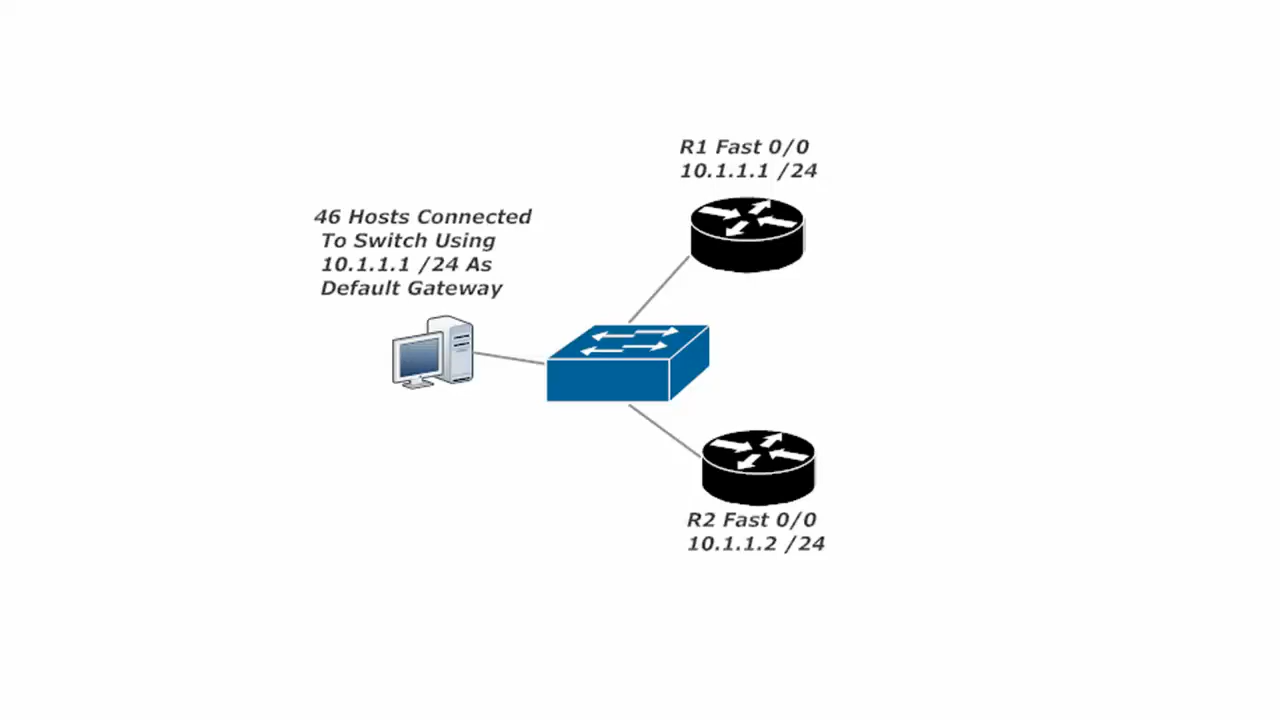 R1 Fast 0/0
10.1.1.1 /24
46 Hosts Connected
To Switch Using
10.1.1.1 /24 As
Default Gateway
R2 Fast 0/0
10.1.1.2 /24